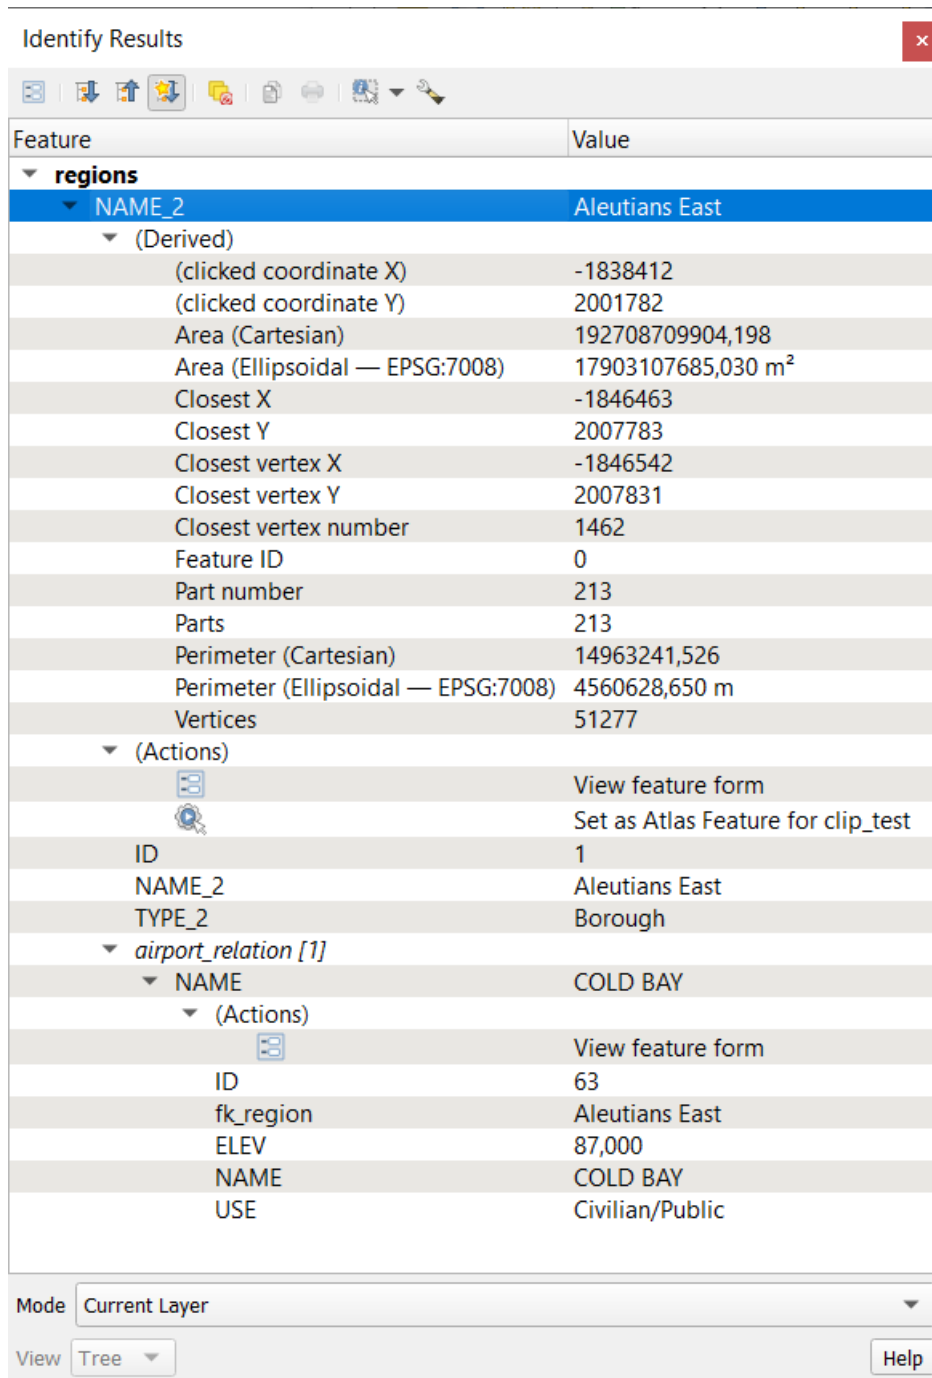 Identify Results
Feature Value
regions
NAME_2 Aleutians East
(Derived)
(clicked coordinate X) -1838412
(clicked coordinate Y) 2001782
Area (Cartesian) 192708709904,198
Area (Ellipsoidal — EPSG:7008) 17903107685,030 m²
Closest X -1846463
Closest Y 2007783
Closest vertex X -1846542
Closest vertex Y 2007831
Closest vertex number 1462
Feature ID 0
Part number 213
Parts 213
Perimeter (Cartesian) 14963241,526
Perimeter (Ellipsoidal — EPSG:7008) 4560628,650 m
Vertices 51277
(Actions)
View feature form
Set as Atlas Feature for clip_test
ID 1
NAME_2 Aleutians East
TYPE_2 Borough
airport_relation [1]
NAME COLD BAY
(Actions)
View feature form
ID 63
fk_region Aleutians East
ELEV 87,000
NAME COLD BAY
USE Civilian/Public
Mode Current Layer
View Tree Help